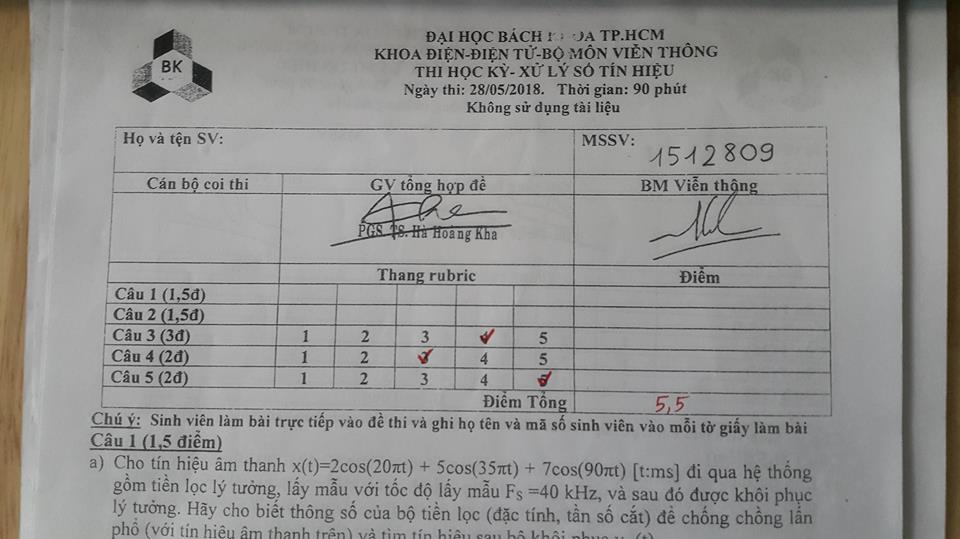 BK
ĐẠI HỌC BÁCH OA TP.HCM
KHOA ĐIỆN-ĐIỆN TỬ-BỘ MÔN VIỄN THÔNG
THI HỌC KỲ- XỬ LÝ SỐ TÍN HIỆU
Ngày thi: 28/05/2018. Thời gian: 90 phút
Không sử dụng tài liệu
Họ và tên SV: MSSV: 1512809
Cán bộ coi thi GV tổng hợp đề BM Viễn thông
PGS. TS. Hà Hoàng Kha
Thang rubric Điểm
Câu 1 (1,5đ)
Câu 2 (1,5đ)
Câu 3 (3đ) 1 2 3 4 5
Câu 4 (2đ) 1 2 3 4 5
Câu 5 (2đ) 1 2 3 4 5
Điểm Tổng 5,5
Chú ý: Sinh viên làm bài trực tiếp vào đề thi và ghi họ tên và mã số sinh viên vào mỗi tờ giấy làm bài
Câu 1 (1,5 điểm)
a) Cho tín hiệu âm thanh x(t)=2cos(20πt) + 5cos(35πt) + 7cos(90πt) [t:ms] đi qua hệ thống
gồm tiền lọc lý tưởng, lấy mẫu với tốc độ lấy mẫu FS =40 kHz, và sau đó được khôi phục
lý tưởng. Hãy cho biết thông số của bộ tiền lọc (đặc tính, tần số cắt) để chống chồng lấn
phổ (với tín hiệu âm thanh trên) và tìm tín hiệu sau bộ khôi phục